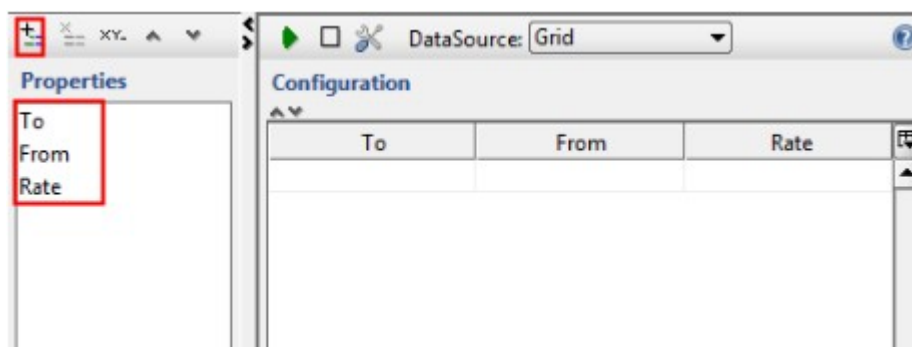 XY-
DataSource: Grid
Properties
To
From
Rate
Configuration
To From Rate